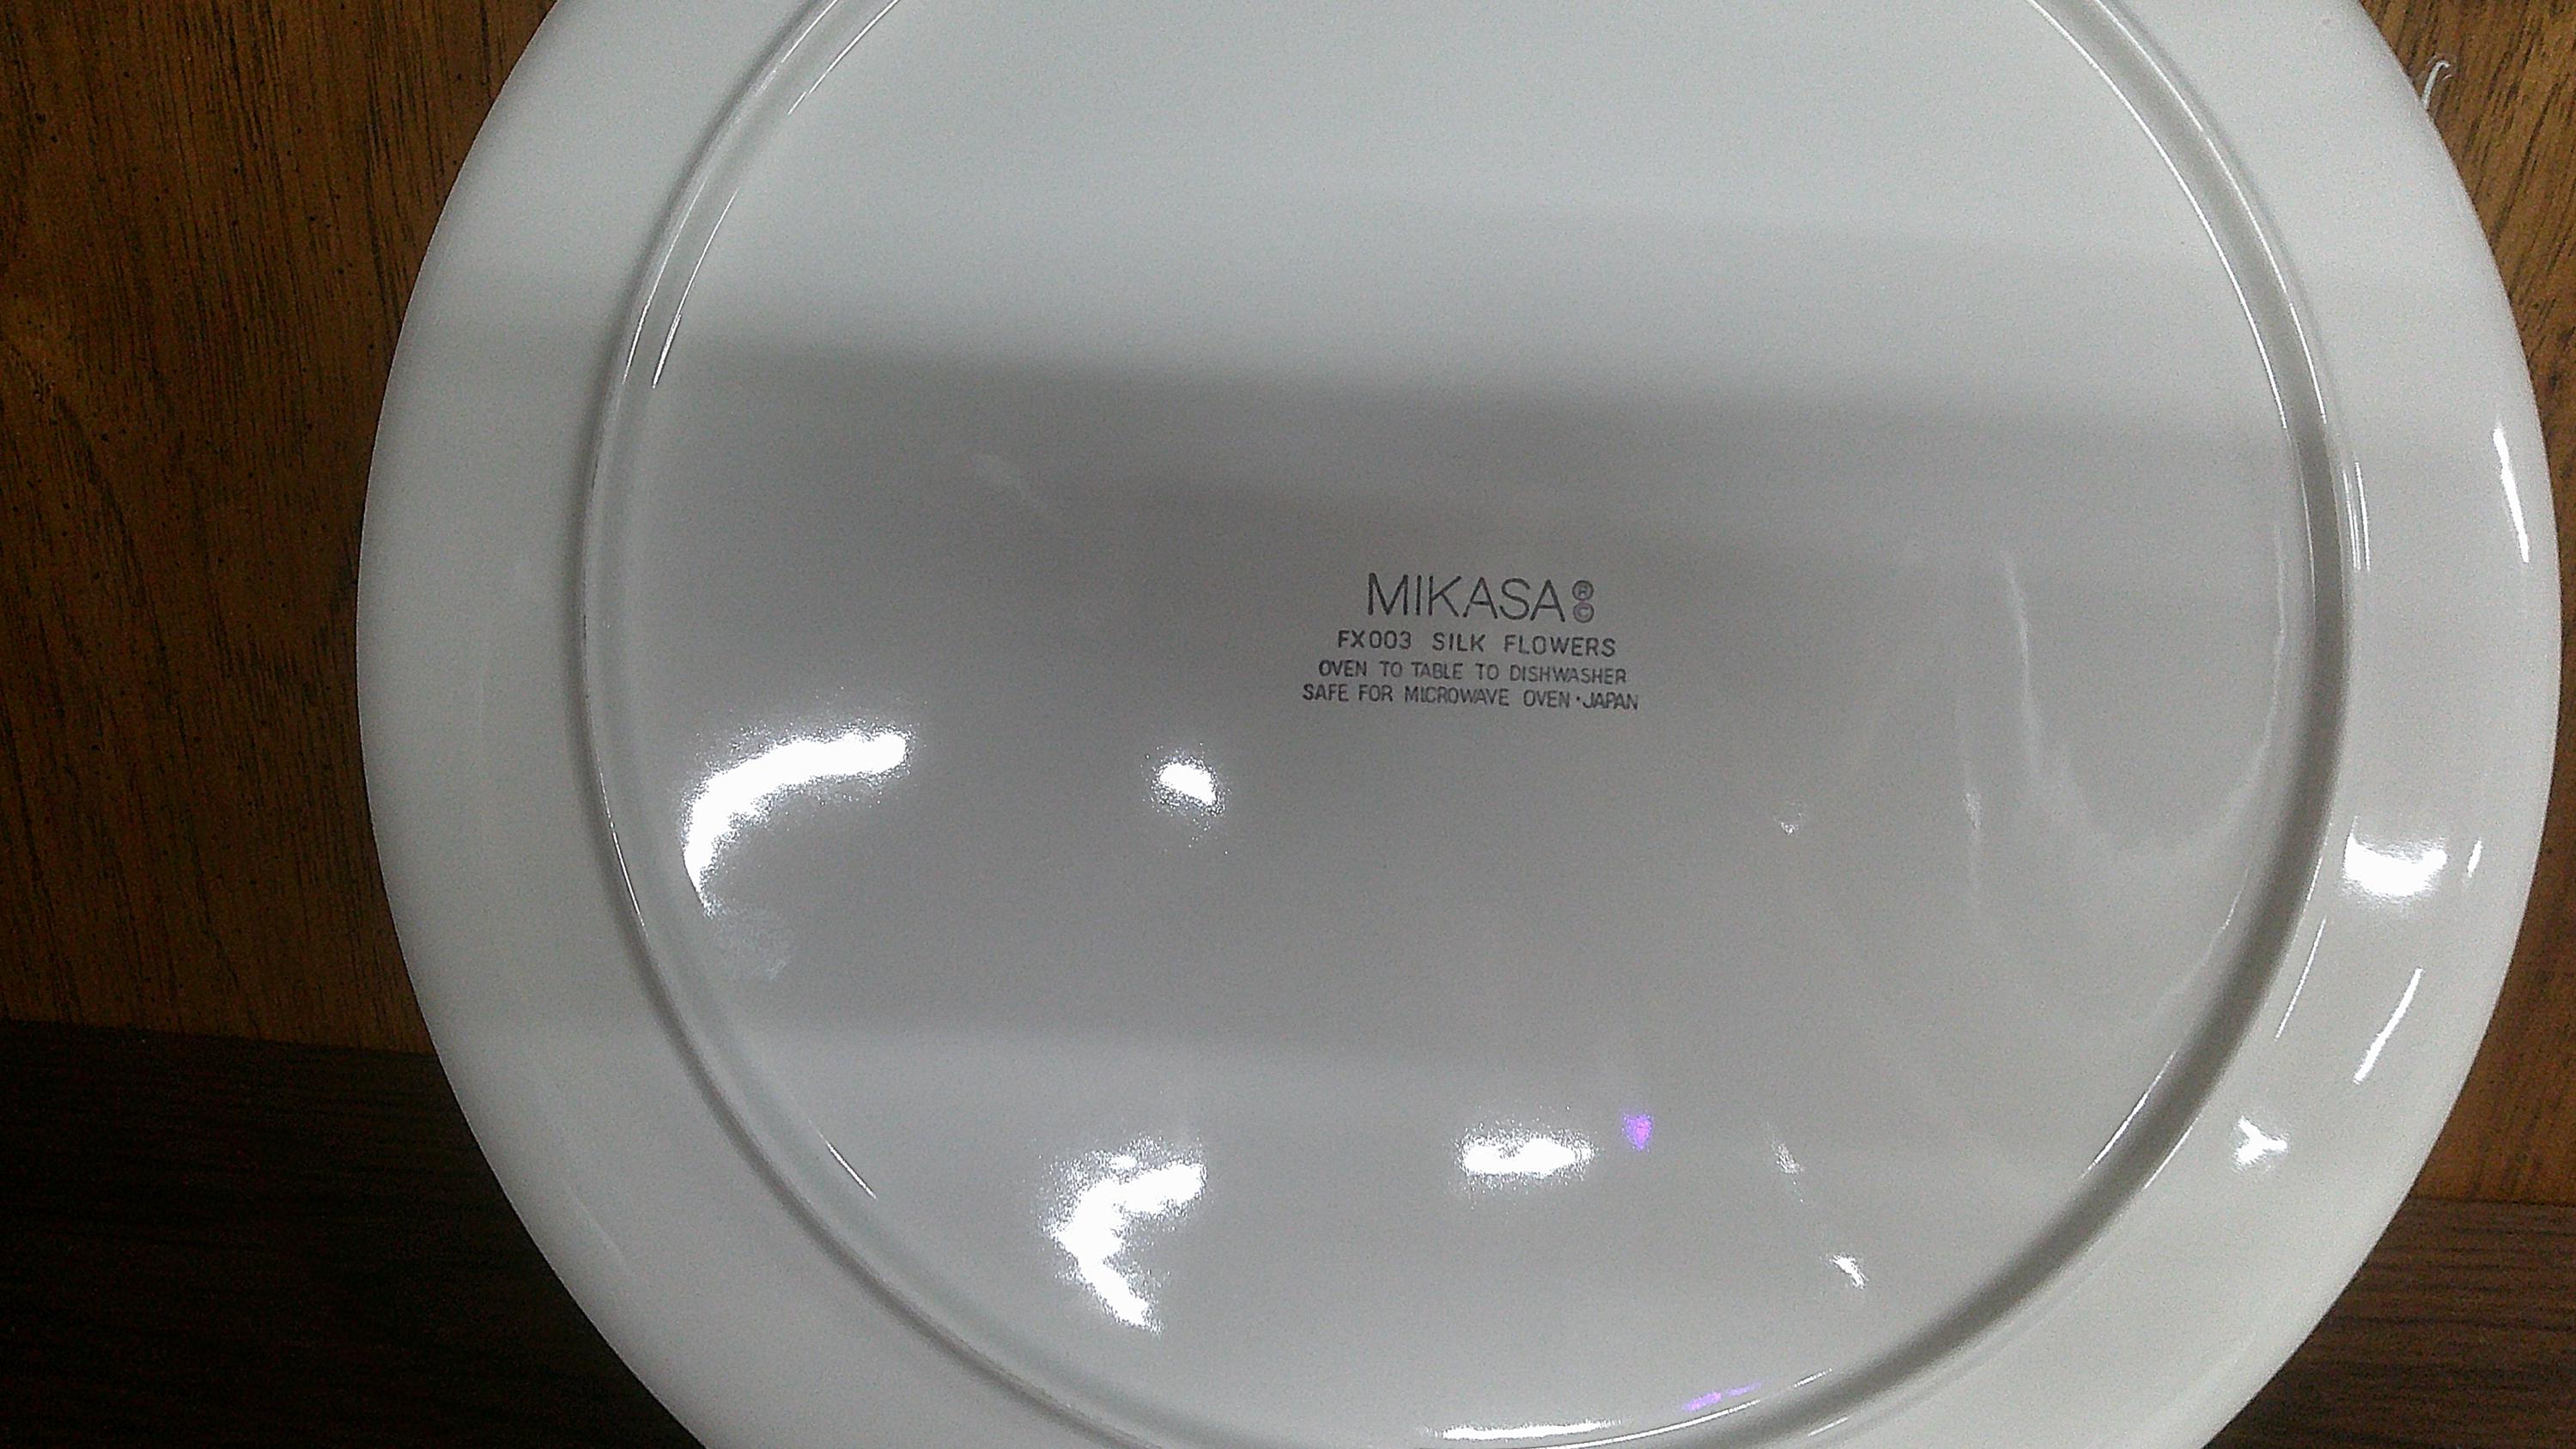 MIKASA®©
FX003 SILK FLOWERS
OVEN TO TABLE TO DISHWASHER
SAFE FOR MICROWAVE OVEN·JAPAN